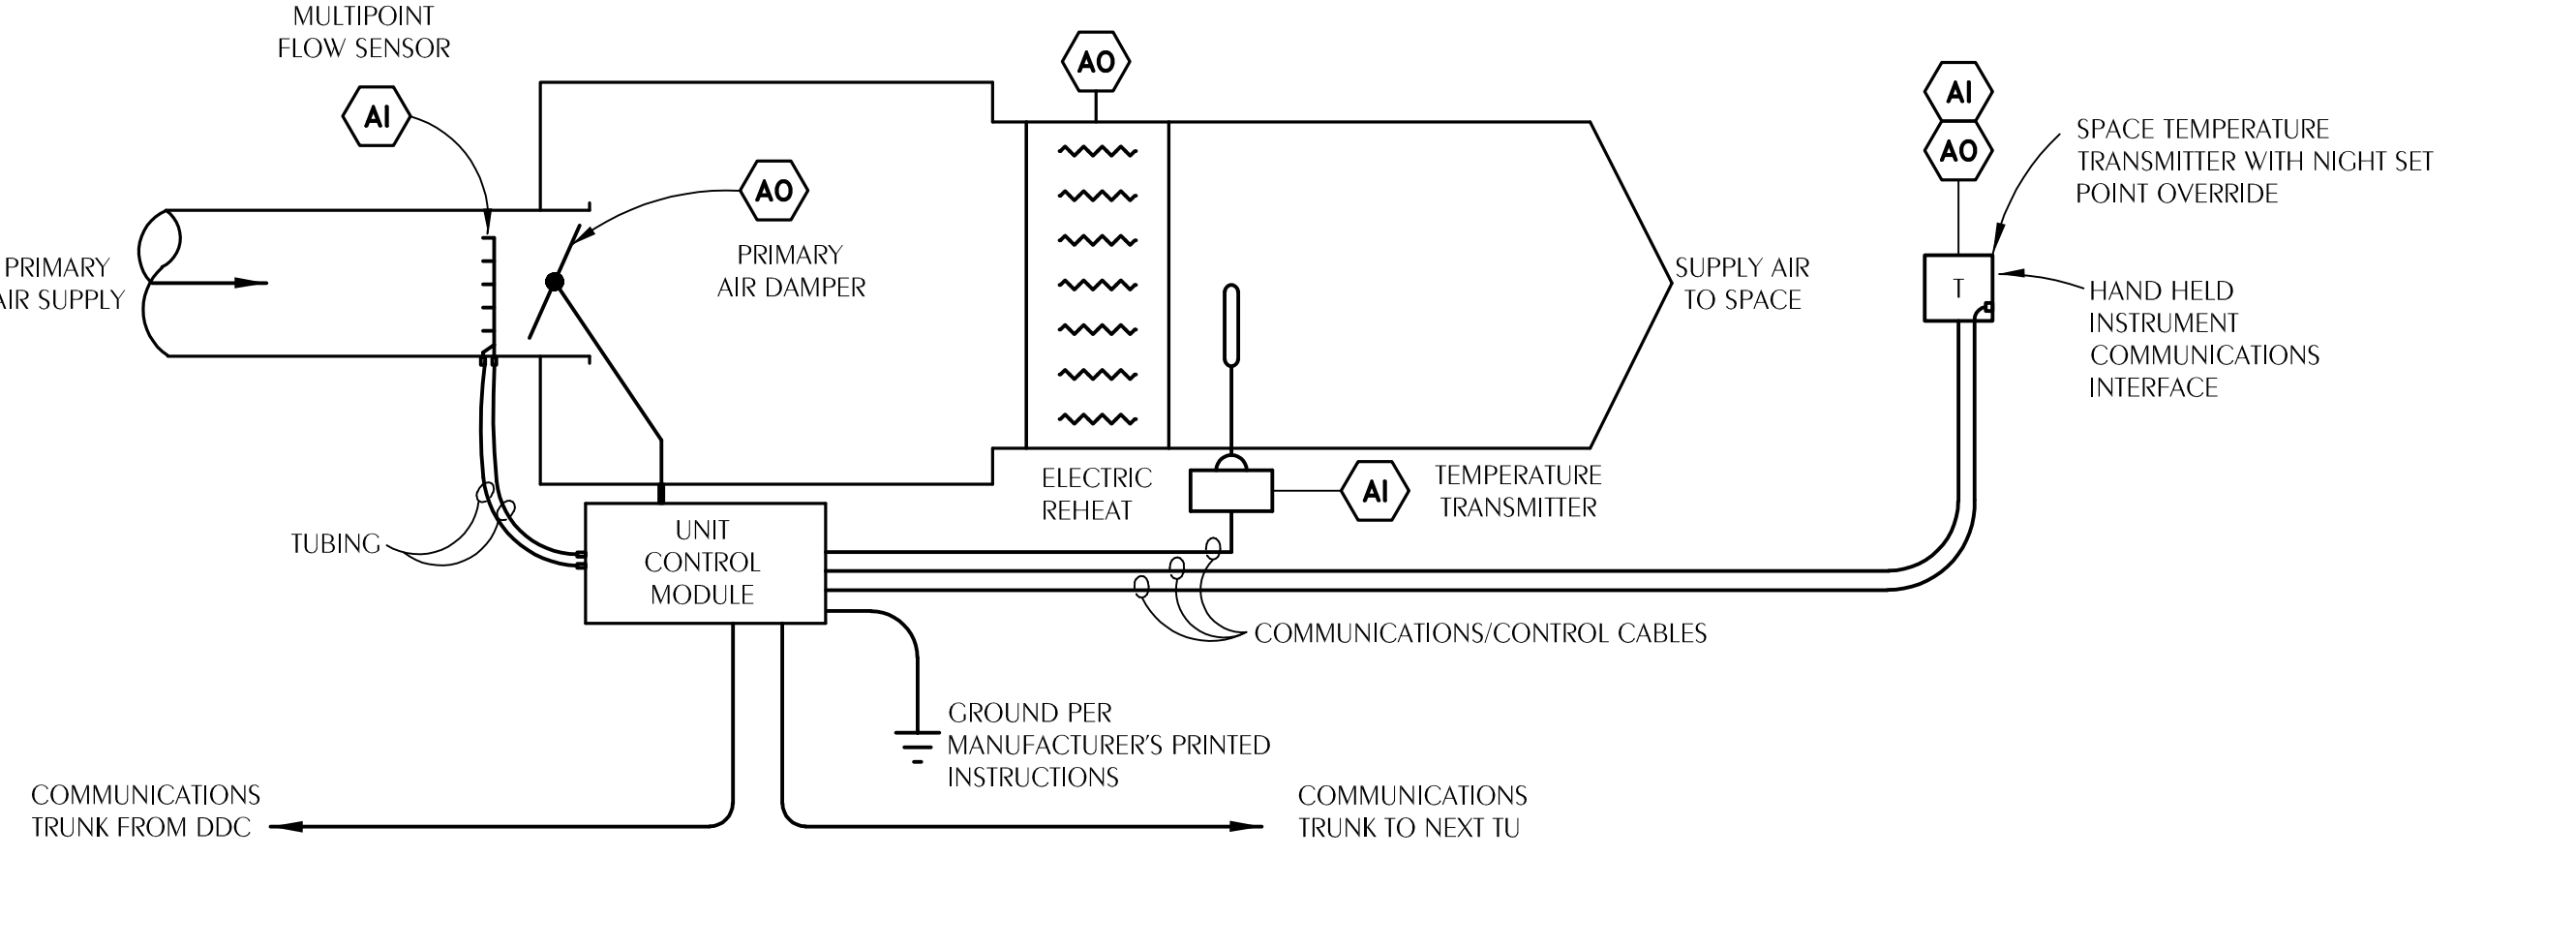 MULTIPOINT
FLOW SENSOR
AI
AO
AO
PRIMARY
AIR DAMPER
PRIMARY
AIR SUPPLY
SUPPLY AIR
TO SPACE
AI
AO
SPACE TEMPERATURE
TRANSMITTER WITH NIGHT SET
POINT OVERRIDE
T
HAND HELD
INSTRUMENT
COMMUNICATIONS
INTERFACE
ELECTRIC
REHEAT
AI
TEMPERATURE
TRANSMITTER
TUBING
UNIT
CONTROL
MODULE
COMMUNICATIONS/CONTROL CABLES
GROUND PER
MANUFACTURER'S PRINTED
INSTRUCTIONS
COMMUNICATIONS
TRUNK FROM DDC
COMMUNICATIONS
TRUNK TO NEXT TU